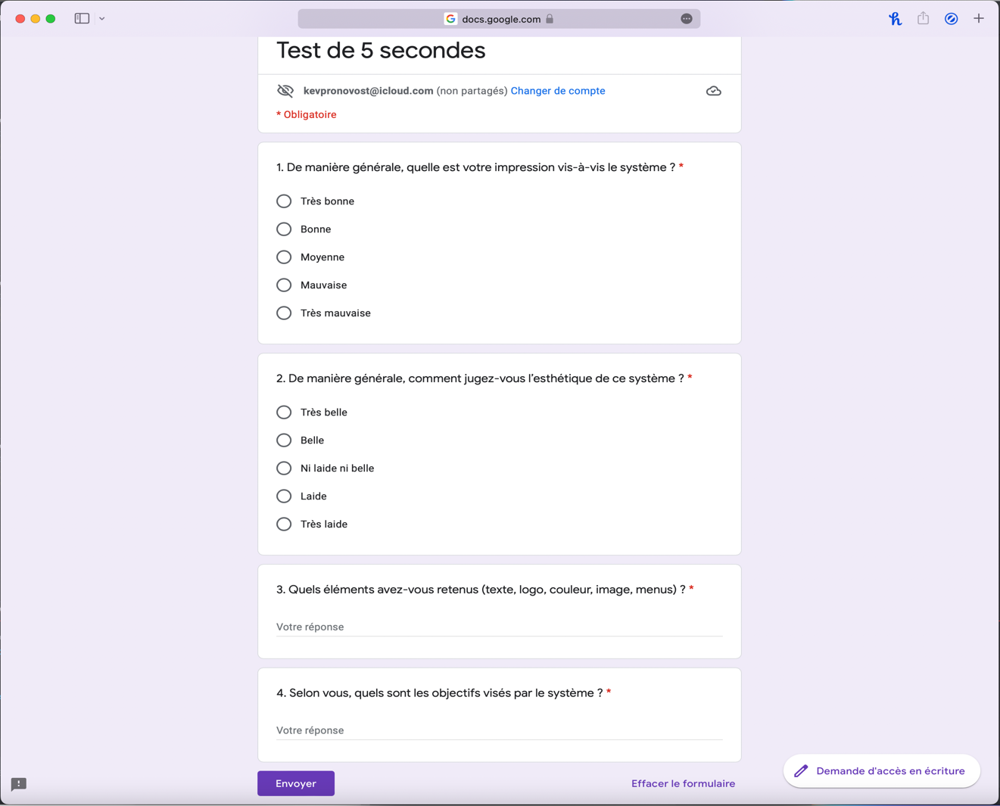 docs.google.com
Test de 5 secondes
kevpronovost@icloud.com (non partagés) Changer de compte
* Obligatoire
1. De manière générale, quelle est votre impression vis-à-vis le système ? *
Très bonne
Bonne
Moyenne
Mauvaise
Très mauvaise
2. De manière générale, comment jugez-vous l’esthétique de ce système ? *
Très belle
Belle
Ni laide ni belle
Laide
Très laide
3. Quels éléments avez-vous retenus (texte, logo, couleur, image, menus) ? *
Votre réponse
4. Selon vous, quels sont les objectifs visés par le système ? *
Votre réponse
Envoyer
Effacer le formulaire
Demande d'accès en écriture